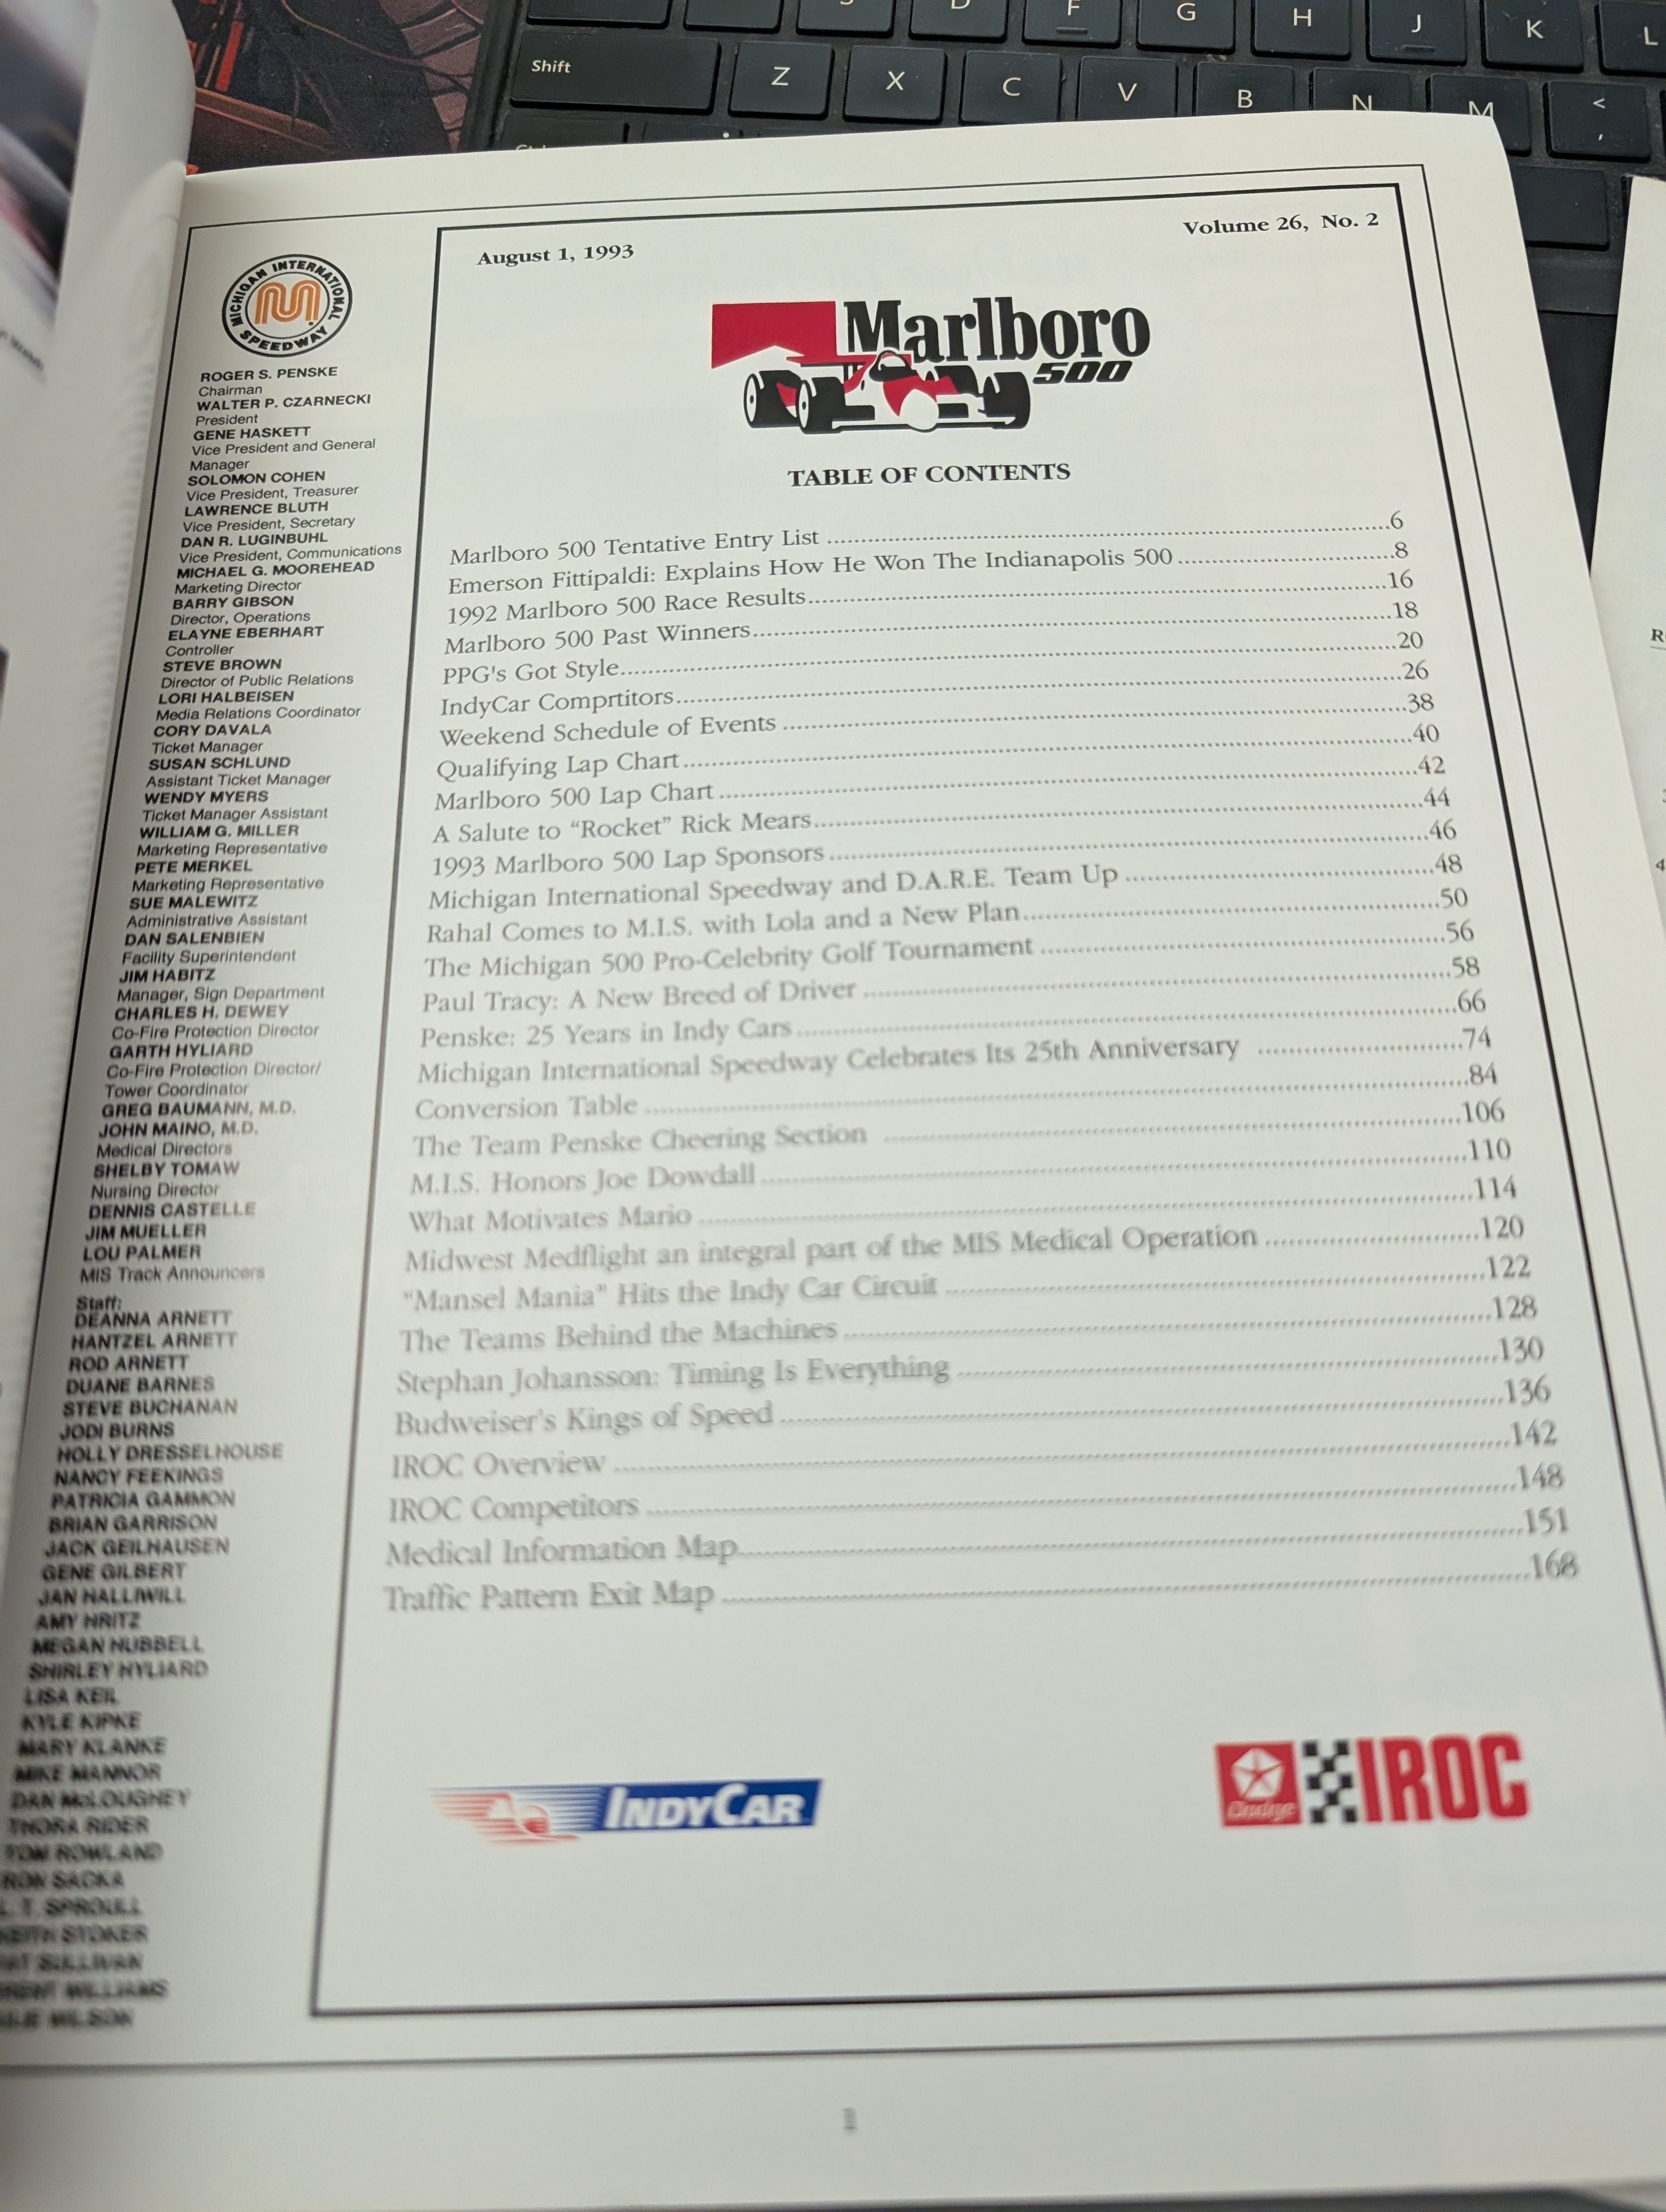 S
D
F
G
H
J
K
L
Shift
Z
X
C
V
B
N
M
<
,
MICHIGAN INTERNATIONAL SPEEDWAY
ROGER S. PENSKE
Chairman
WALTER P. CZARNECKI
President
GENE HASKETT
Vice President and General
Manager
SOLOMON COHEN
Vice President, Treasurer
LAWRENCE BLUTH
Vice President, Secretary
DAN R. LUGINBUHL
Vice President, Communications
MICHAEL G. MOOREHEAD
Marketing Director
BARRY GIBSON
Director, Operations
ELAYNE EBERHART
Controller
STEVE BROWN
Director of Public Relations
LORI HALBEISEN
Media Relations Coordinator
CORY DAVALA
Ticket Manager
SUSAN SCHLUND
Assistant Ticket Manager
WENDY MYERS
Ticket Manager Assistant
WILLIAM G. MILLER
Marketing Representative
PETE MERKEL
Marketing Representative
SUE MALEWITZ
Administrative Assistant
DAN SALENBIEN
Facility Superintendent
JIM HABITZ
Manager, Sign Department
CHARLES H. DEWEY
Co-Fire Protection Director
GARTH HYLIARD
Co-Fire Protection Director/
Tower Coordinator
GREG BAUMANN, M.D.
JOHN MAINO, M.D.
Medical Directors
SHELBY TOMAW
Nursing Director
DENNIS CASTELLE
JIM MUELLER
LOU PALMER
MIS Track Announcers
Staff:
DEANNA ARNETT
HANTZEL ARNETT
ROD ARNETT
DUANE BARNES
STEVE BUCHANAN
JODI BURNS
HOLLY DRESSELHOUSE
NANCY FEEKINGS
PATRICIA GAMMON
BRIAN GARRISON
JACK GEILHAUSEN
GENE GILBERT
JAN HALLIWILL
AMY HRITZ
MEGAN HUBBELL
SHIRLEY HYLIARD
LISA KEIL
KYLE KIPKE
MARY KLANKE
MIKE MANNOR
DAN McLOUGHEY
THORA RIDER
TOM ROWLAND
RON SACKA
T. SPROULL
STOKER
SULLIVAN
WILLIAMS
WILSON
August 1, 1993
Volume 26, No. 2
Marlboro
500
TABLE OF CONTENTS
Marlboro 500 Tentative Entry List ........ 6
Emerson Fittipaldi: Explains How He Won The Indianapolis 500 ........ 8
1992 Marlboro 500 Race Results ........ 16
Marlboro 500 Past Winners ........ 18
PPG's Got Style ........ 20
IndyCar Comprtitors ........ 26
Weekend Schedule of Events ........ 38
Qualifying Lap Chart ........ 40
Marlboro 500 Lap Chart ........ 42
A Salute to “Rocket” Rick Mears ........ 44
1993 Marlboro 500 Lap Sponsors ........ 46
Michigan International Speedway and D.A.R.E. Team Up ........ 48
Rahal Comes to M.I.S. with Lola and a New Plan ........ 50
The Michigan 500 Pro-Celebrity Golf Tournament ........ 56
Paul Tracy: A New Breed of Driver ........ 58
Penske: 25 Years in Indy Cars ........ 66
Michigan International Speedway Celebrates Its 25th Anniversary ........ 74
Conversion Table ........ 84
The Team Penske Cheering Section ........ 106
M.I.S. Honors Joe Dowdall ........ 110
What Motivates Mario ........ 114
Midwest Medflight an integral part of the MIS Medical Operation ........ 120
“Mansel Mania” Hits the Indy Car Circuit ........ 122
The Teams Behind the Machines ........ 128
Stephan Johansson: Timing Is Everything ........ 130
Budweiser's Kings of Speed ........ 136
IROC Overview ........ 142
IROC Competitors ........ 148
Medical Information Map ........ 151
Traffic Pattern Exit Map ........ 168
INDYCAR
Dodge
IROC